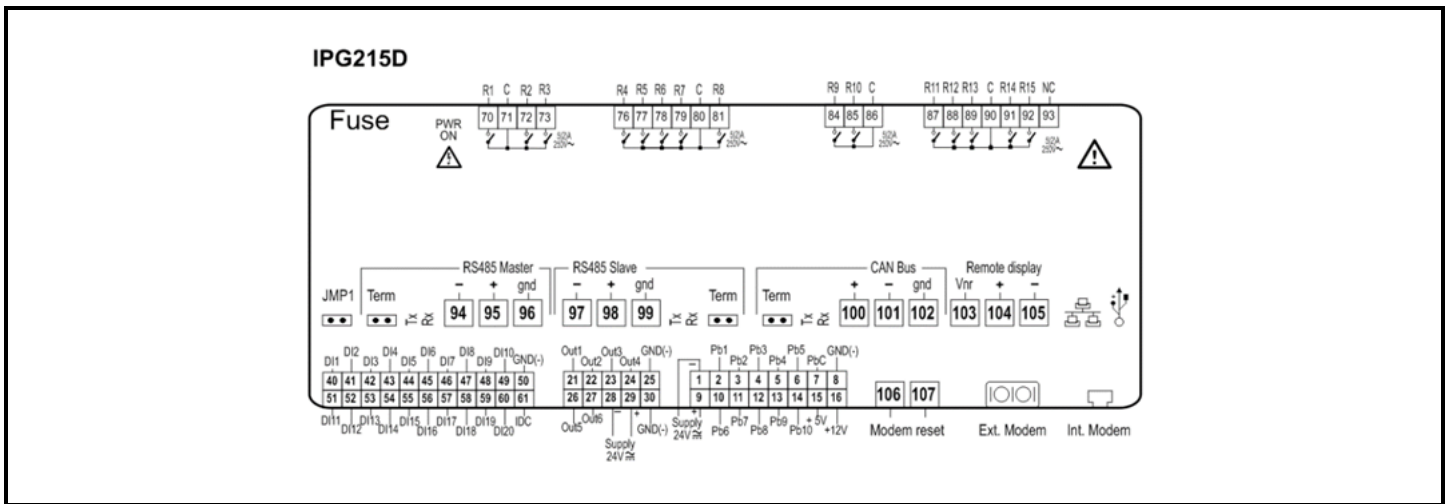 IPG215D
R1 C R2 R3 R4 R5 R6 R7 C R8 R9 R10 C R11 R12 R13 C R14 R15 NC
Fuse
70 71 72 73 76 77 78 79 80 81 84 85 86 87 88 89 90 91 92 93
PWR
ON
5/2A
250V~
5/2A
250V~
5/2A
250V~
5/2A
250V~
RS485 Master RS485 Slave CAN Bus Remote display
JMP1 Term − + gnd − + gnd Term Term + − gnd Vnr + −
Tx Rx 94 95 96 97 98 99 Tx Rx Tx Rx 100 101 102 103 104 105
DI1 DI2 DI3 DI4 DI5 DI6 DI7 DI8 DI9 DI10 GND(-) Out1 Out2 Out3 Out4 GND(-) − Pb1 Pb2 Pb3 Pb4 Pb5 PbC GND(-)
40 41 42 43 44 45 46 47 48 49 50 21 22 23 24 25 1 2 3 4 5 6 7 8
51 52 53 54 55 56 57 58 59 60 61 26 27 28 29 30 9 10 11 12 13 14 15 16 106 107
DI11 DI12 DI13 DI14 DI15 DI16 DI17 DI18 DI19 DI20 IDC Out5 Out6 − + GND(-) + Pb6 Pb7 Pb8 Pb9 Pb10 + 5V +12V Modem reset Ext. Modem Int. Modem
Supply
24V
Supply
24V